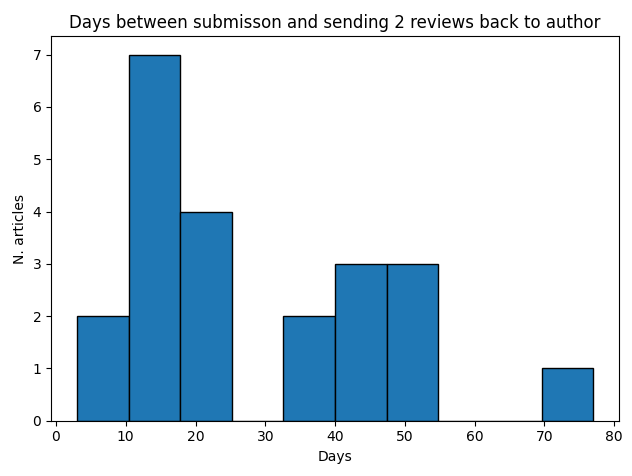 Days between submisson and sending 2 reviews back to author
7
6
5
4
3
2
1
0
N. articles
0 10 20 30 40 50 60 70 80
Days